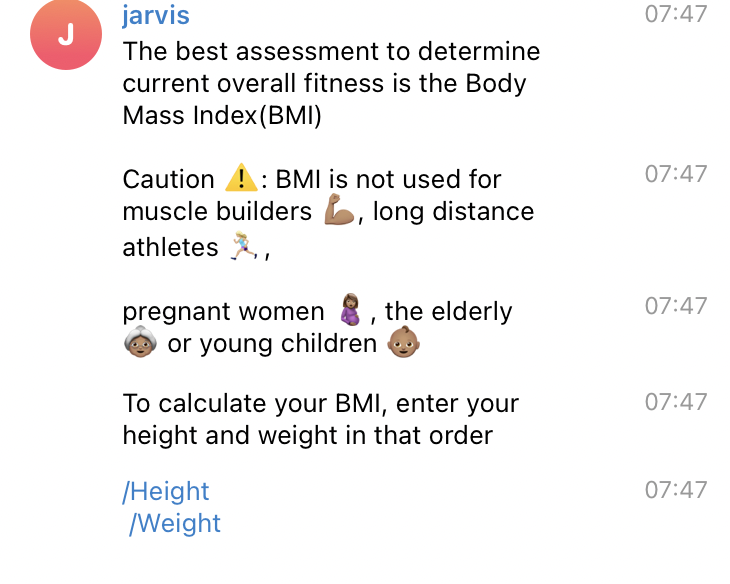 jarvis 07:47
The best assessment to determine
current overall fitness is the Body
Mass Index(BMI)
Caution ⚠️: BMI is not used for 07:47
muscle builders 💪🏽, long distance
athletes 🏃🏼‍♀️,,
pregnant women 🤰🏽, the elderly 07:47
👵🏽 or young children 👶🏽
To calculate your BMI, enter your 07:47
height and weight in that order
/Height 07:47
/Weight
J